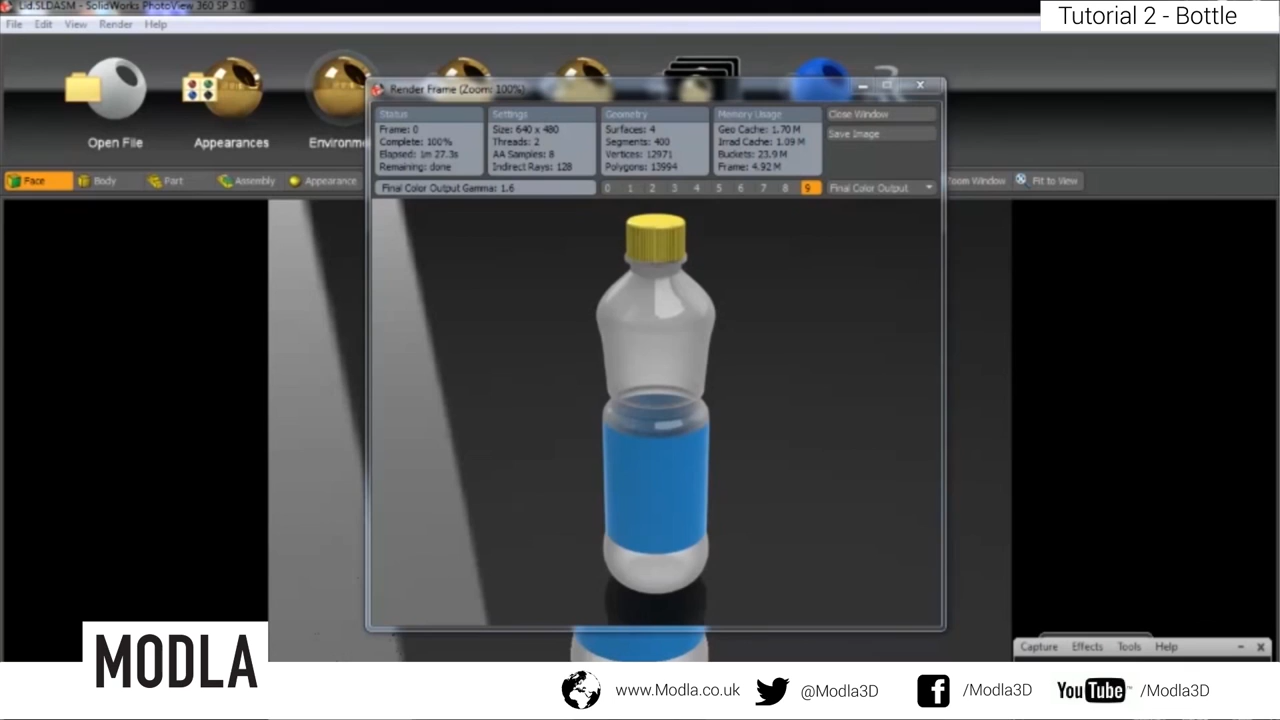 Lid.SLDASM - SolidWorks PhotoView 360 SP 3.0
Tutorial 2 - Bottle
File Edit View Render Help
Render Frame (Zoom: 100%)
Open File
Appearances
Environme
Status
Frame: 0
Complete: 100%
Elapsed: 1m 27.3s
Remaining: done
Settings
Size: 640 x 480
Threads: 2
AA Samples: 8
Indirect Rays: 128
Geometry
Surfaces: 4
Segments: 400
Vertices: 12971
Polygons: 13994
Memory Usage
Geo Cache: 1.70 M
Irrad Cache: 1.09 M
Buckets: 23.9 M
Frame: 4.92 M
Close Window
Save Image
Face Body Part Assembly Appearance
Final Color Output Gamma: 1.6
0 1 2 3 4 5 6 7 8 9
Final Color Output
oom Window Fit to View
MODLA
Capture Effects Tools Help
www.Modla.co.uk @Modla3D /Modla3D YouTube /Modla3D